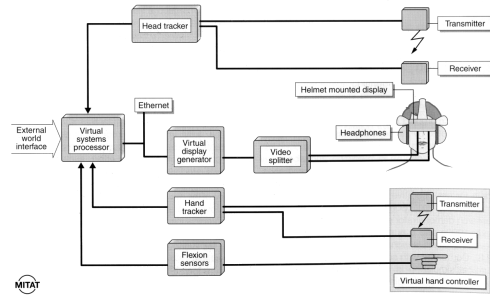 Head tracker
Transmitter
Receiver
Helmet mounted display
Ethernet
Headphones
External
world
interface
Virtual
systems
processor
Virtual
display
generator
Video
splitter
Hand
tracker
Transmitter
Receiver
Flexion
sensors
Virtual hand controller
MITAT